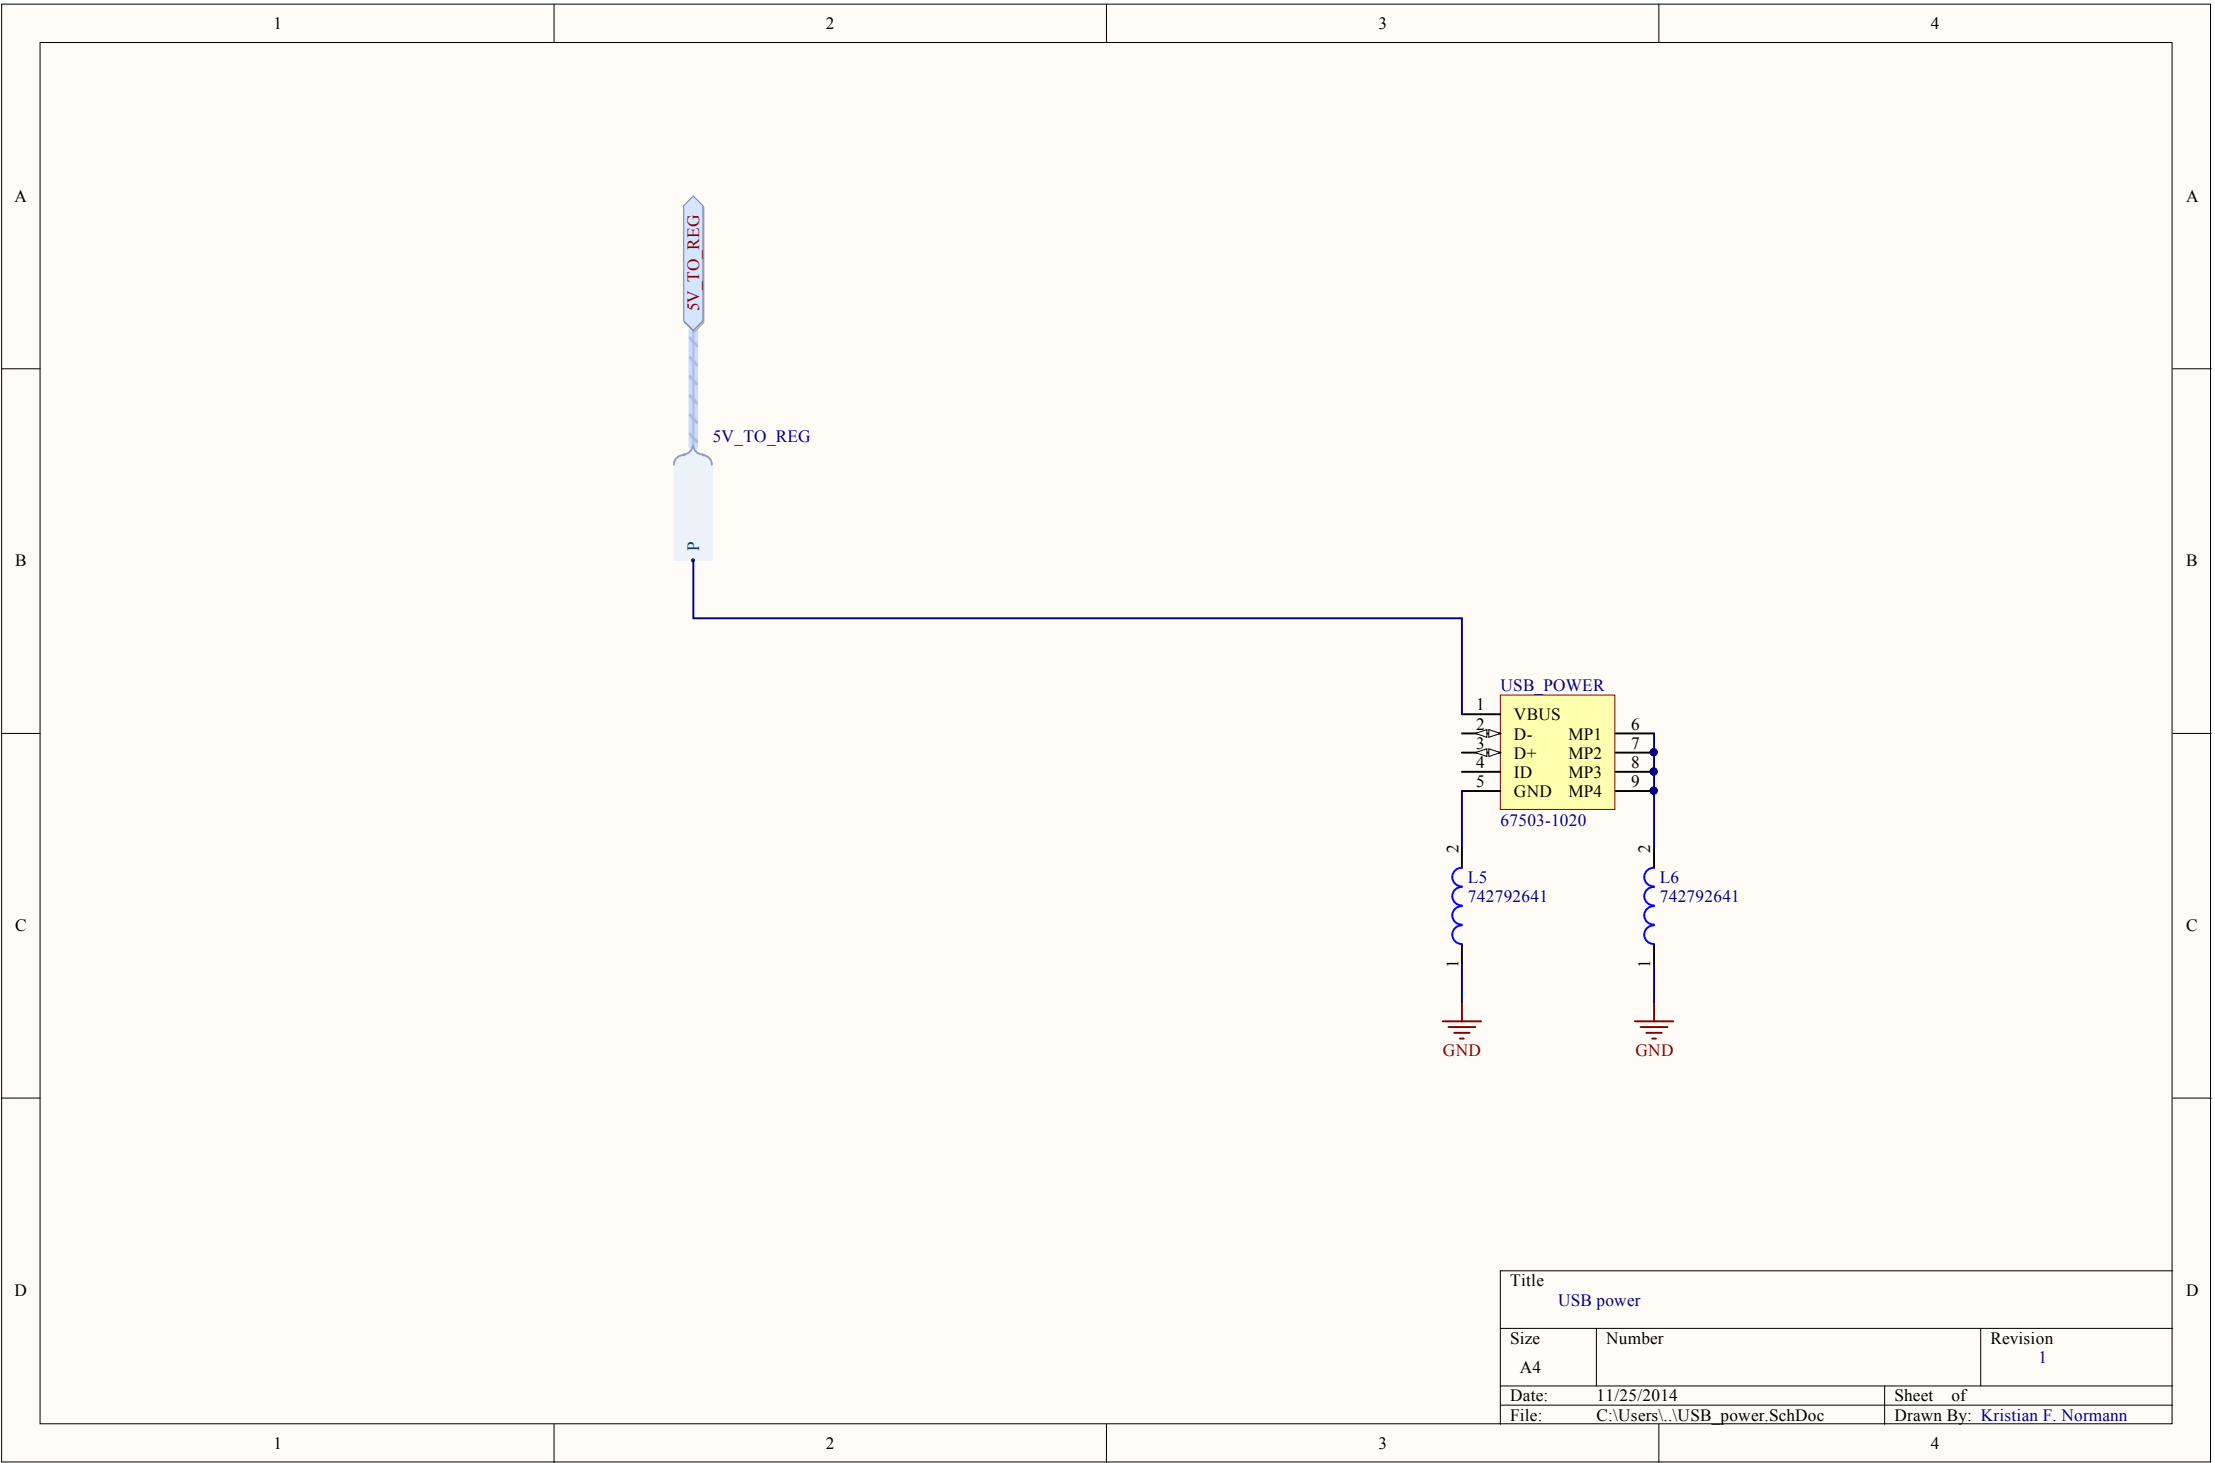 1 2 3 4
A A
5V_TO_REG
B B
5V_TO_REG
P
USB_POWER
1 VBUS
2 D- MP1 6
3 D+ MP2 7
4 ID MP3 8
5 GND MP4 9
67503-1020
2 2
L5 L6
742792641 742792641
C C
1 1
GND GND
D D
Title
USB power
Size Number Revision
A4 1
Date: 11/25/2014 Sheet of
File: C:\Users\..\USB_power.SchDoc Drawn By: Kristian F. Normann
1 2 3 4